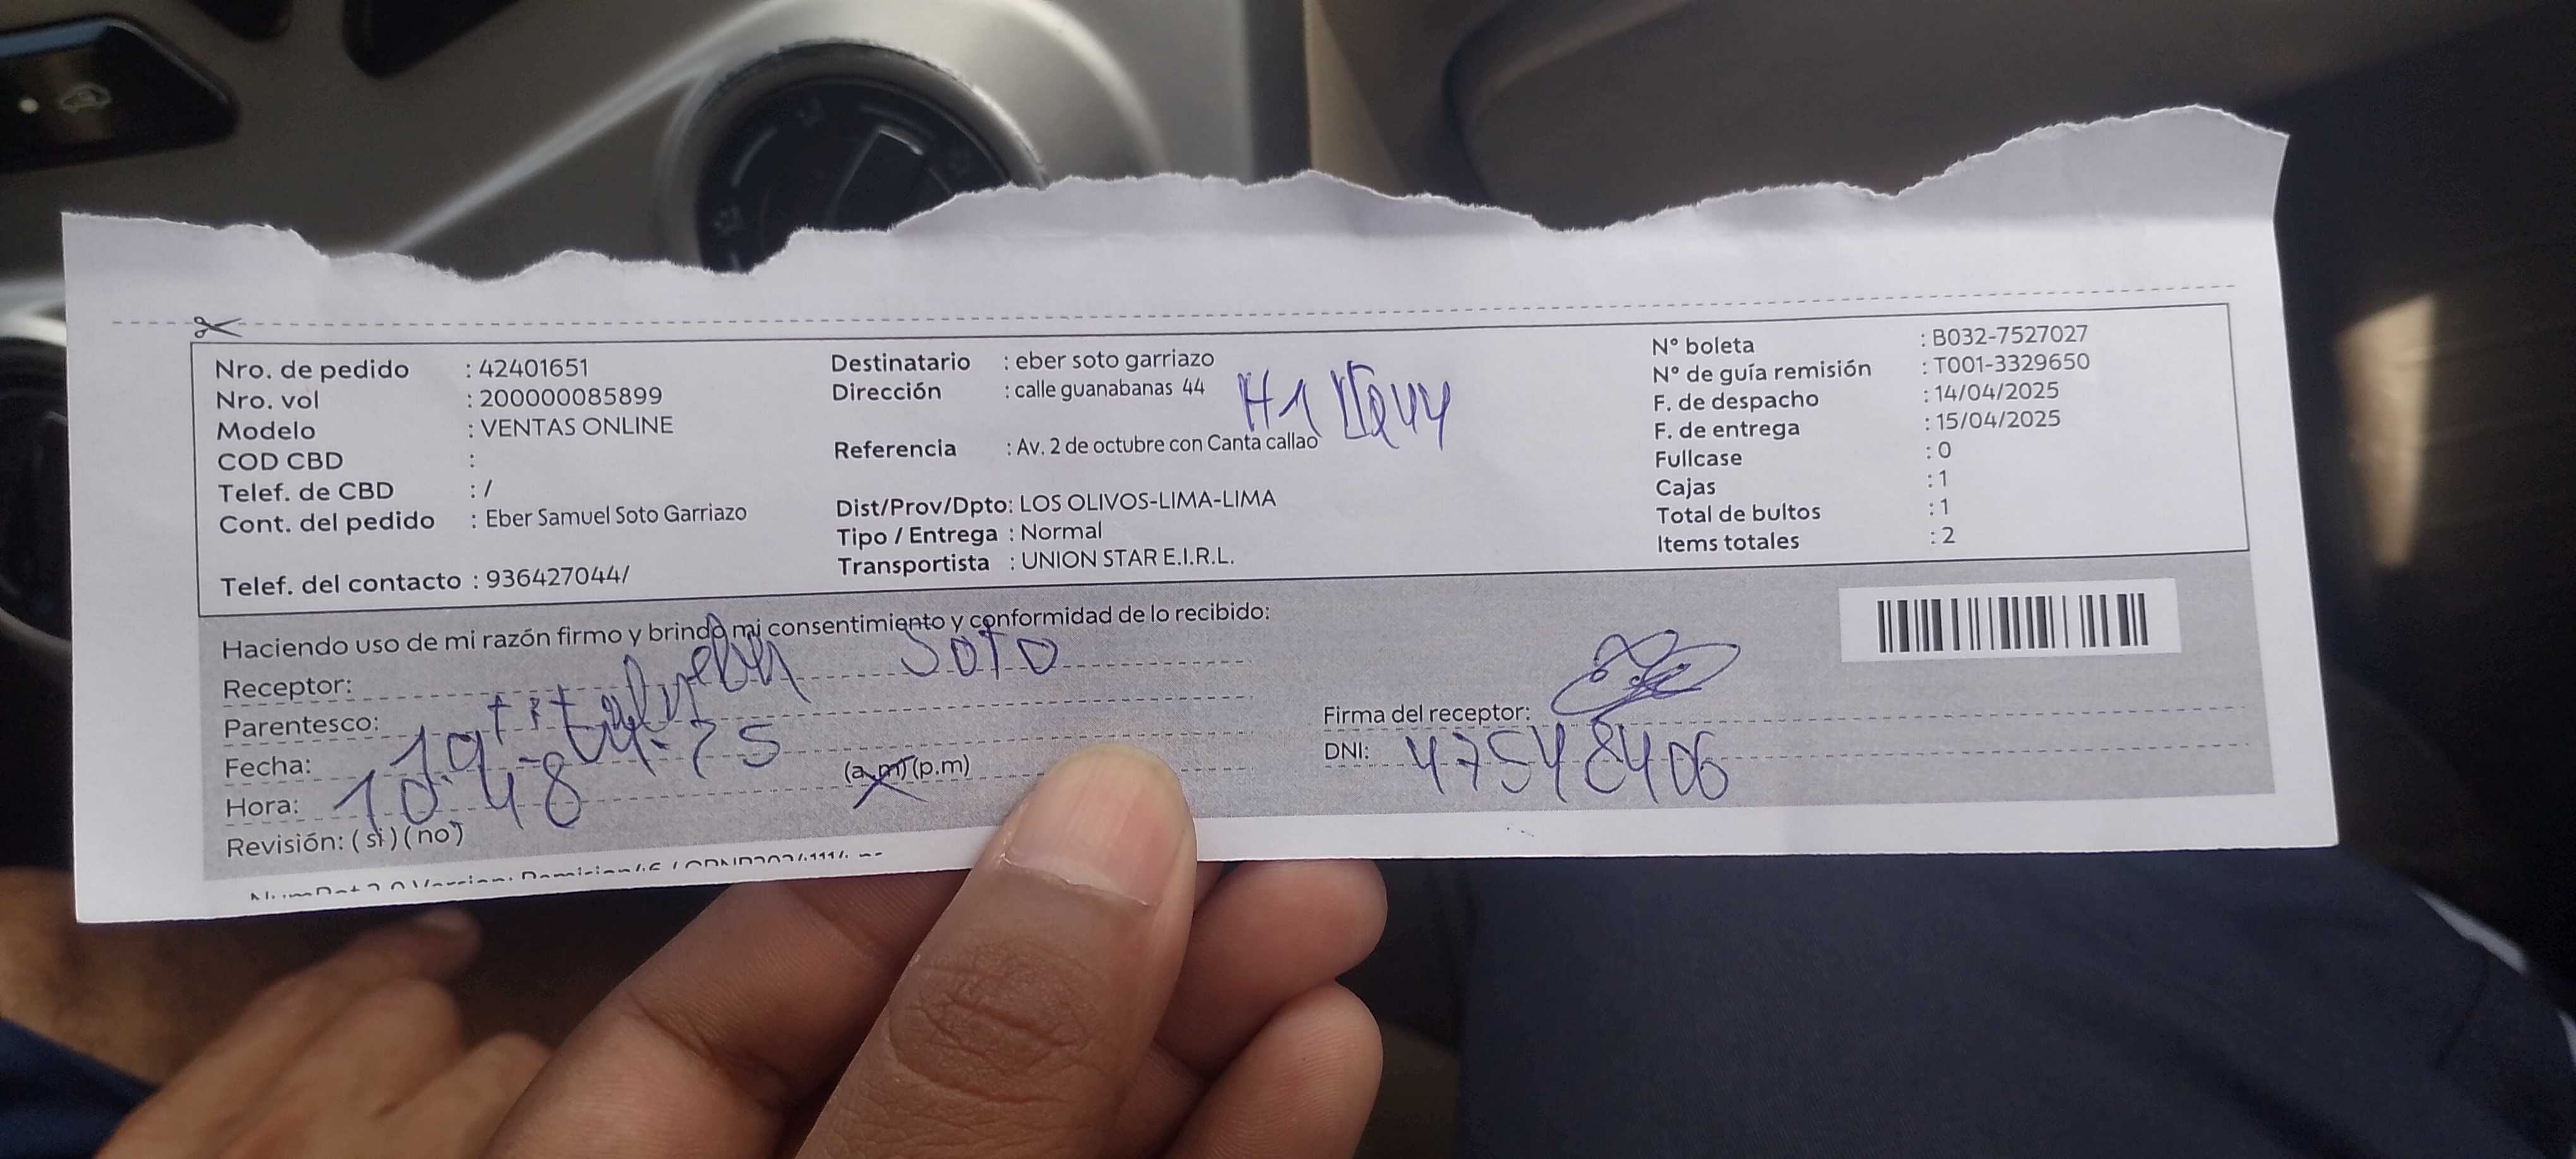 Nro. de pedido : 42401651
Nro. vol : 200000085899
Modelo : VENTAS ONLINE
COD CBD :
Telef. de CBD : /
Cont. del pedido : Eber Samuel Soto Garriazo
Telef. del contacto : 936427044/
Destinatario : eber soto garriazo
Dirección : calle guanabanas 44
H1
Referencia : Av. 2 de octubre con Canta callao
Dist/Prov/Dpto: LOS OLIVOS-LIMA-LIMA
Tipo / Entrega : Normal
Transportista : UNION STAR E.I.R.L.
N° boleta : B032-7527027
N° de guía remisión : T001-3329650
F. de despacho : 14/04/2025
F. de entrega : 15/04/2025
Fullcase : 0
Cajas : 1
Total de bultos : 1
Items totales : 2
Haciendo uso de mi razón firmo y brindo mi consentimiento y conformidad de lo recibido:
Receptor: SOTO
Parentesco:
Fecha:
Hora: 10:48 (a.m) (p.m)
Revisión: (si) (no)
Firma del receptor:
DNI: 47548406